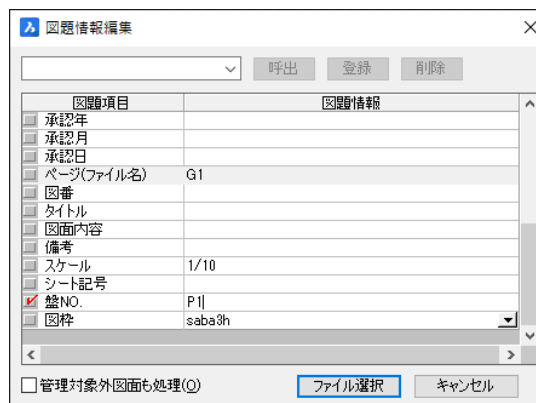 図題情報編集
呼出 登録 削除
図題項目 図題情報
承認年
承認月
承認日
ページ(ファイル名) G1
図番
タイトル
図面内容
備考
スケール 1/10
シート記号
盤NO. P1
図枠 saba3h
管理対象外図面も処理(O) ファイル選択 キャンセル